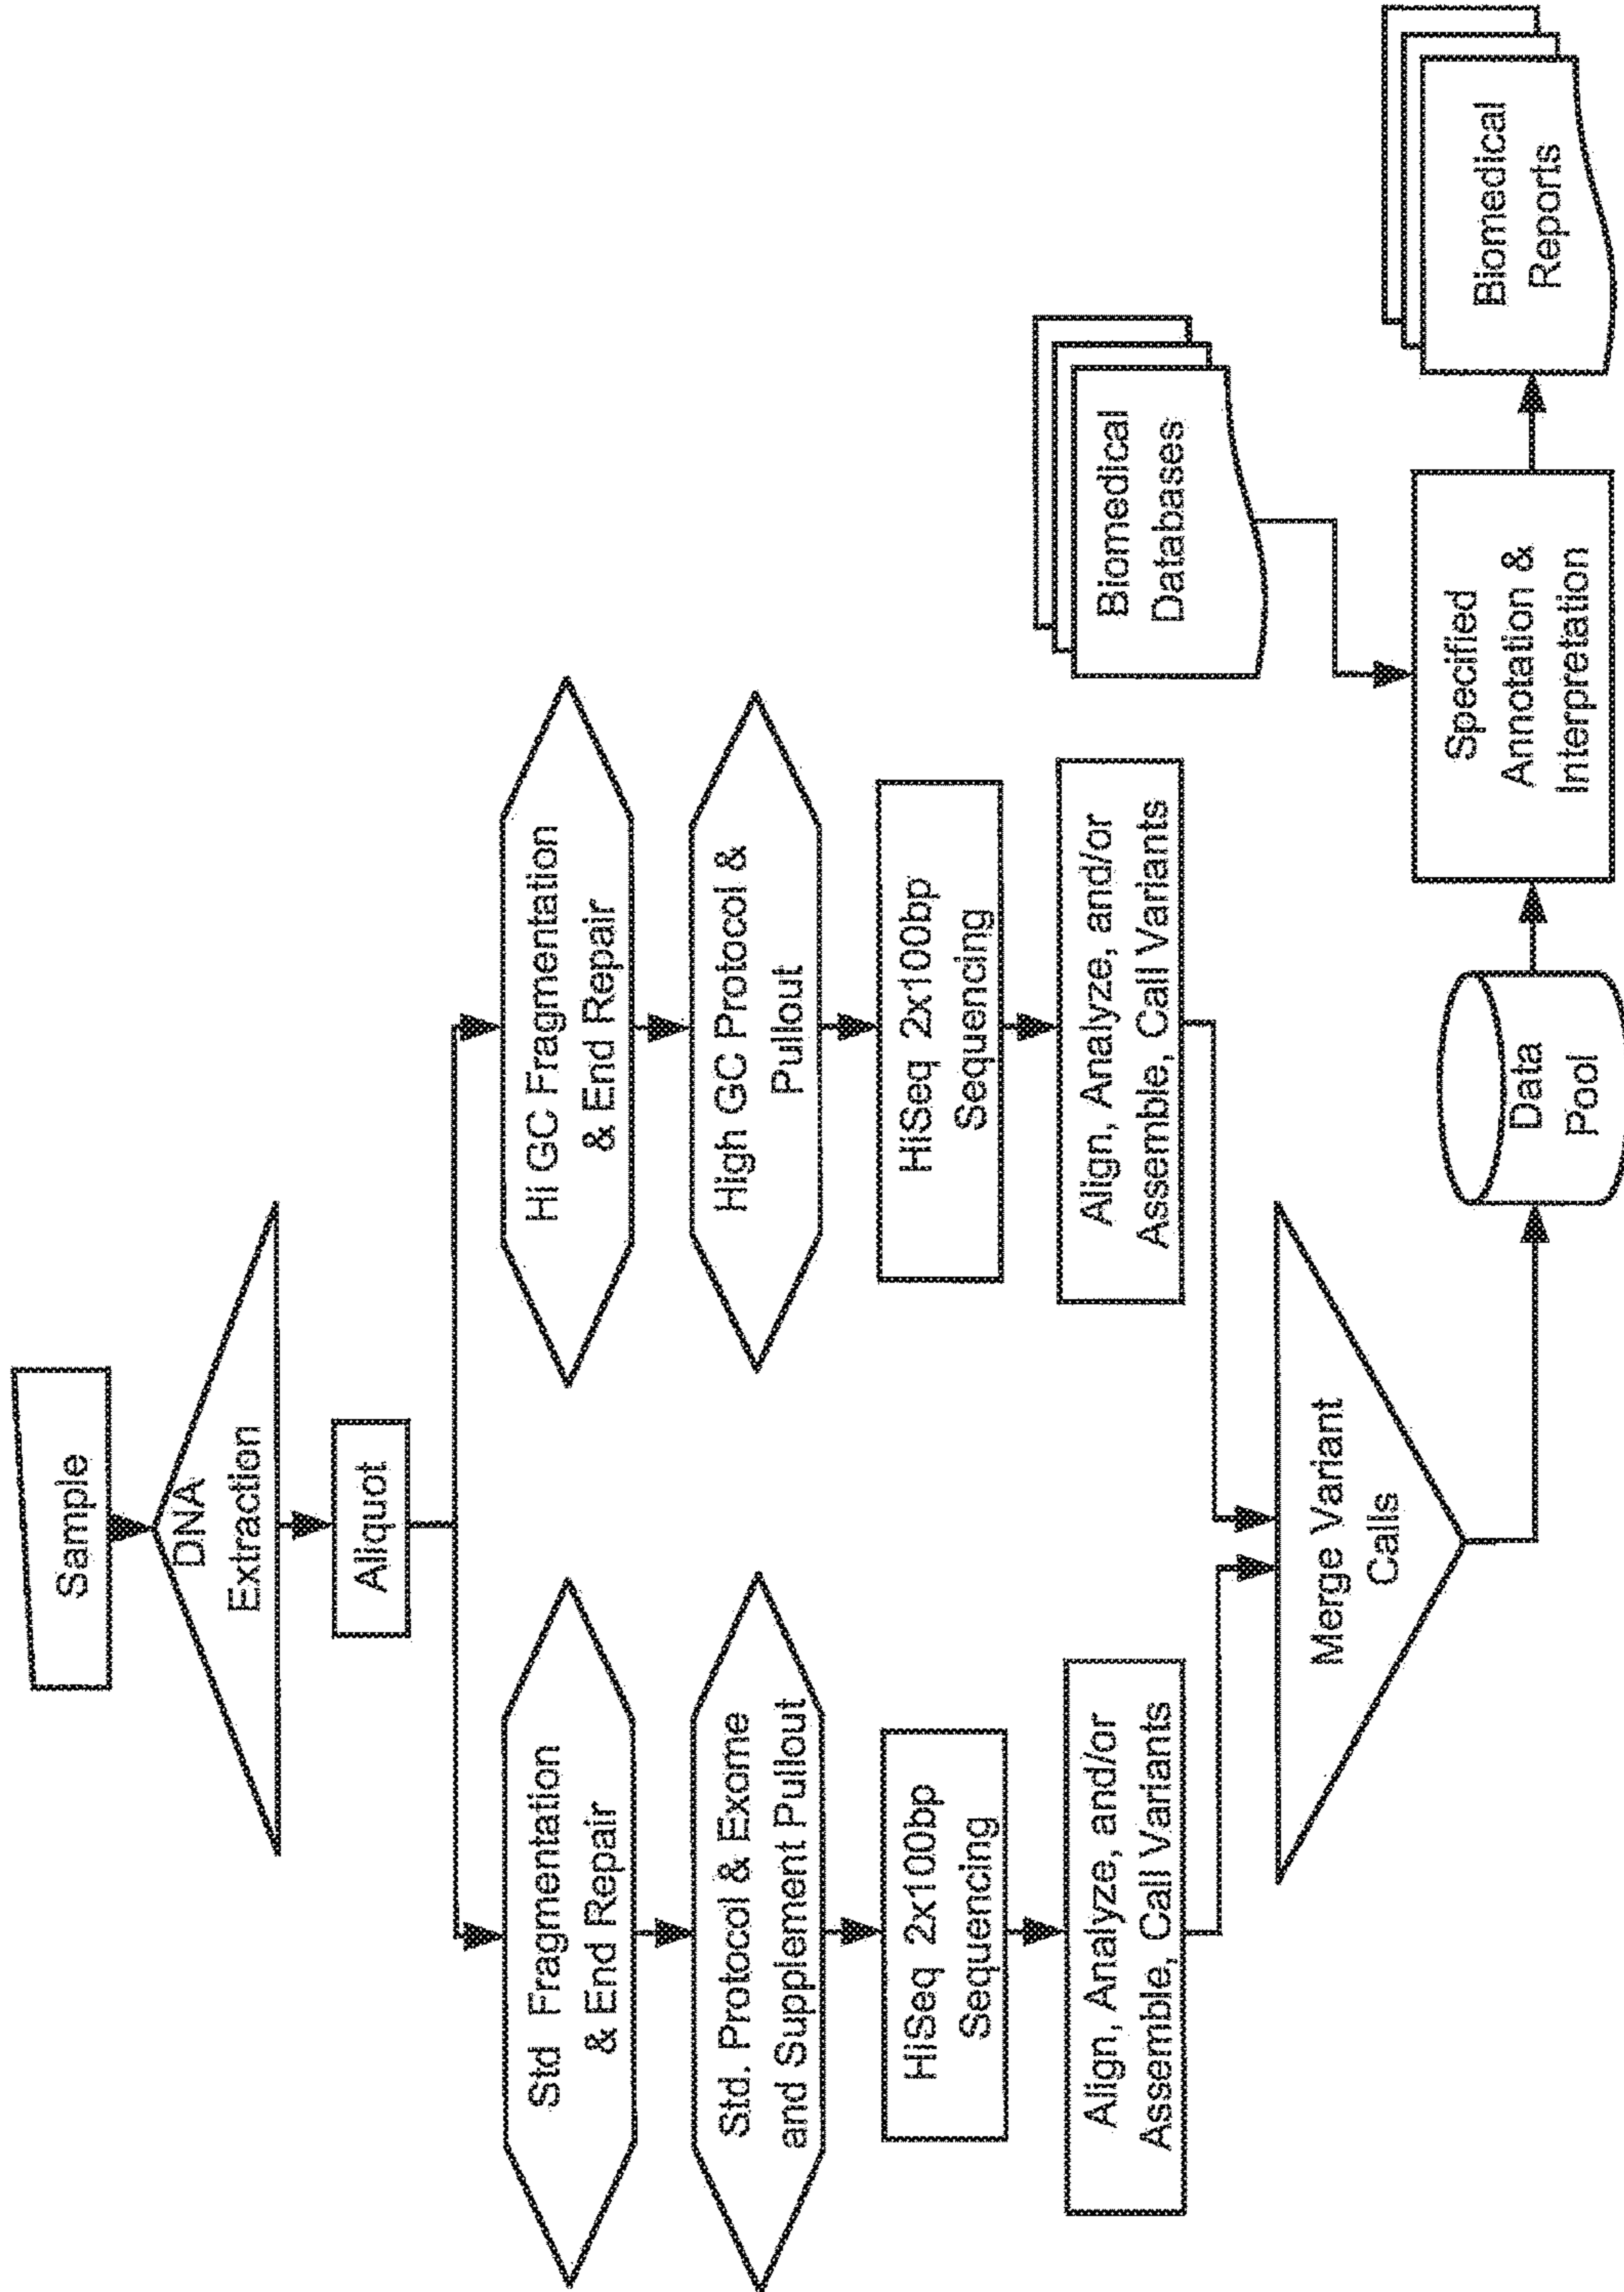 Sample
DNA
Extraction
Aliquot
Std Fragmentation
& End Repair
Std. Protocol & Exome
and Supplement Pullout
HiSeq 2x100bp
Sequencing
Align, Analyze, and/or
Assemble, Call Variants
Hi GC Fragmentation
& End Repair
High GC Protocol &
Pullout
HiSeq 2x100bp
Sequencing
Align, Analyze, and/or
Assemble, Call Variants
Merge Variant
Calls
Data
Pool
Biomedical
Databases
Specified
Annotation &
Interpretation
Biomedical
Reports